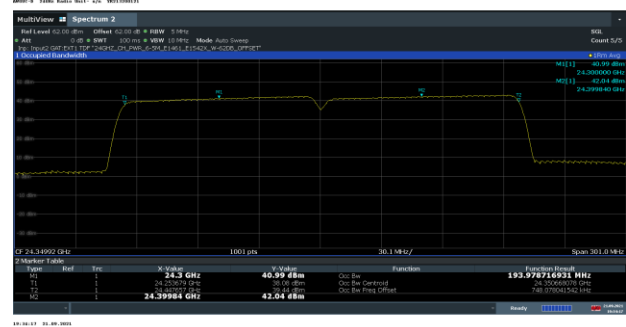 MultiView Spectrum 2
Ref Level 62.00 dBm Offset 62.00 dB RBW 5 MHz SGL
Att 0 dB SWT 100 ms VBW 10 MHz Mode Auto Sweep Count 5/5
1 Occupied Bandwidth 1Rm Avg
M1[1] 40.99 dBm
24.300000 GHz
M2[1] 42.04 dBm
24.399840 GHz
M1
M2
CF 24.34992 GHz 1001 pts 30.1 MHz/ Span 301.0 MHz
2 Marker Table
Type Ref Trc X-Value Y-Value Function Function Result
M1 1 24.3 GHz 40.99 dBm Occ Bw 193.978716931 MHz
T1 1 24.253679 GHz 38.08 dBm Occ Bw Centroid 24.350668078 GHz
T2 1 24.447657 GHz 39.44 dBm Occ Bw Freq Offset 748.078041542 kHz
M2 1 24.39984 GHz 42.04 dBm
Ready
19:34:17 31.09.2021